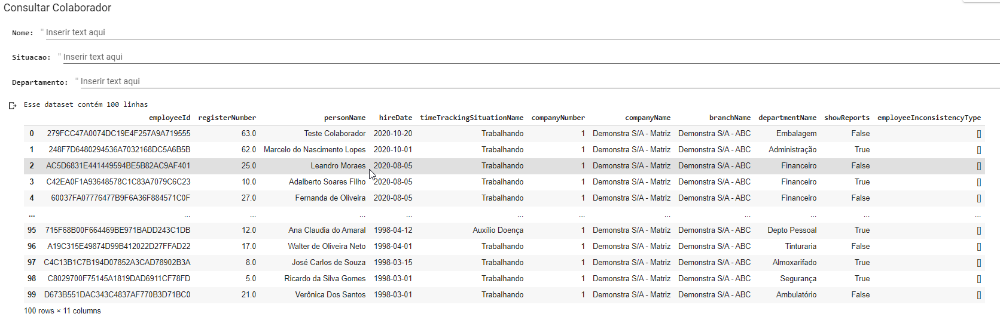 Consultar Colaborador
Nome: " Inserir text aqui
Situacao: " Inserir text aqui
Departamento: " Inserir text aqui
Esse dataset contém 100 linhas
employeeId registerNumber personName hireDate timeTrackingSituationName companyNumber companyName branchName departmentName showReports employeeInconsistencyType
0 279FCC47A0074DC19E4F257A9A719555 63.0 Teste Colaborador 2020-10-20 Trabalhando 1 Demonstra S/A - Matriz Demonstra S/A - ABC Embalagem False []
1 248F7D6480294536A7032168DC5A6B5B 62.0 Marcelo do Nascimento Lopes 2020-10-01 Trabalhando 1 Demonstra S/A - Matriz Demonstra S/A - ABC Administração True []
2 AC5D6831E441449594BE5B82AC9AF401 25.0 Leandro Moraes 2020-08-05 Trabalhando 1 Demonstra S/A - Matriz Demonstra S/A - ABC Financeiro False []
3 C42EA0F1A93648578C1C83A7079C6C23 10.0 Adalberto Soares Filho 2020-08-05 Trabalhando 1 Demonstra S/A - Matriz Demonstra S/A - ABC Financeiro True []
4 60037FA07776477B9F6A36F884571C0F 27.0 Fernanda de Oliveira 2020-08-05 Trabalhando 1 Demonstra S/A - Matriz Demonstra S/A - ABC Financeiro False []
... ... ... ... ... ... ... ... ... ... ... ...
95 715F68B00F664469BE971BADD243C1DB 12.0 Ana Claudia do Amaral 1998-04-12 Auxílio Doença 1 Demonstra S/A - Matriz Demonstra S/A - ABC Depto Pessoal True []
96 A19C315E49874D99B412022D27FFAD22 17.0 Walter de Oliveira Neto 1998-04-01 Trabalhando 1 Demonstra S/A - Matriz Demonstra S/A - ABC Tinturaria False []
97 C4C13B1C7B194D07852A3CAD78902B3A 8.0 José Carlos de Souza 1998-03-15 Trabalhando 1 Demonstra S/A - Matriz Demonstra S/A - ABC Almoxarifado True []
98 C8029700F75145A1819DAD6911CF78FD 5.0 Ricardo da Silva Gomes 1998-03-01 Trabalhando 1 Demonstra S/A - Matriz Demonstra S/A - ABC Segurança True []
99 D673B551DAC343C4837AF770B3D71BC0 21.0 Verônica Dos Santos 1998-03-01 Trabalhando 1 Demonstra S/A - Matriz Demonstra S/A - ABC Ambulatório False []
100 rows × 11 columns